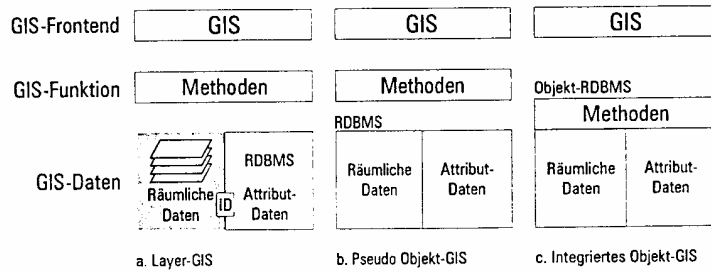 GIS-Frontend GIS GIS GIS
GIS-Funktion Methoden Methoden Objekt-RDBMS
Methoden
RDBMS
GIS-Daten
Räumliche
Daten
ID
RDBMS
Attribut-
Daten
Räumliche
Daten
Attribut-
Daten
Räumliche
Daten
Attribut-
Daten
a. Layer-GIS
b. Pseudo Objekt-GIS
c. Integriertes Objekt-GIS